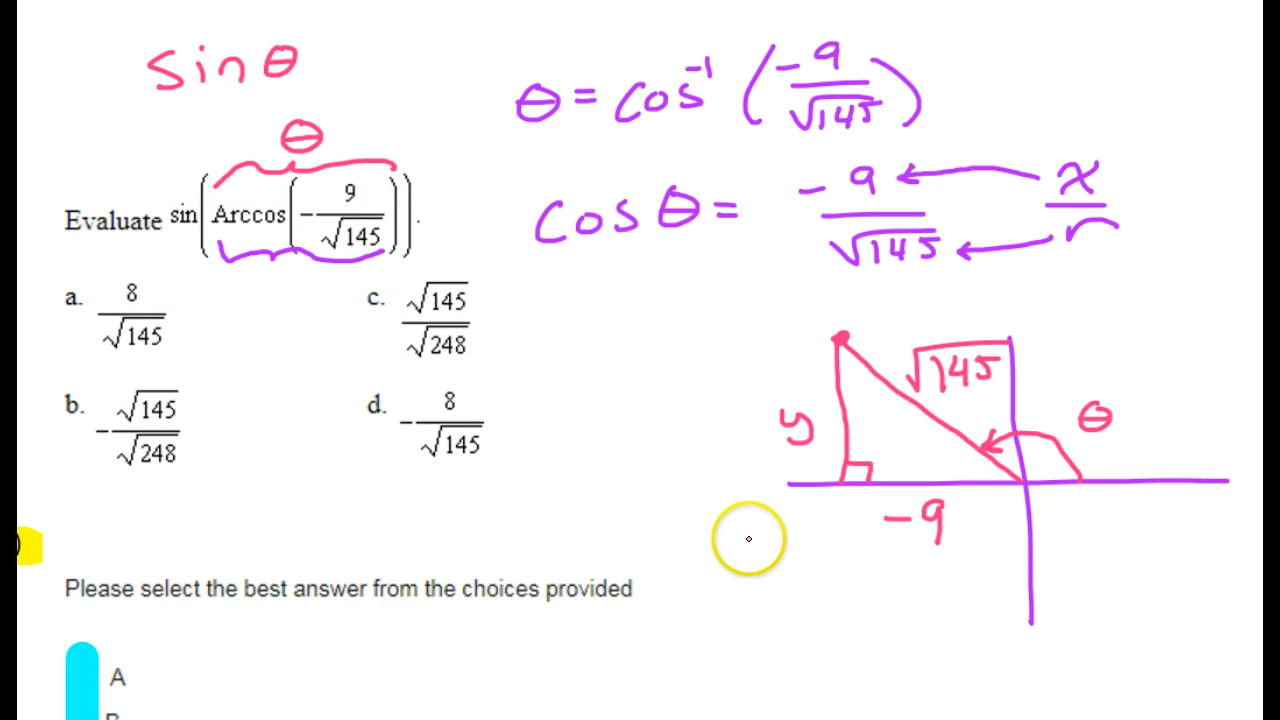 sin θ
θ = cos⁻¹ (-9/√145)
θ
Evaluate sin(Arccos(-9/√145)).
cos θ = -9/√145 x/r
a. 8/√145
c. √145/√248
b. -√145/√248
d. -8/√145
√145
y
θ
-9
)
Please select the best answer from the choices provided
A